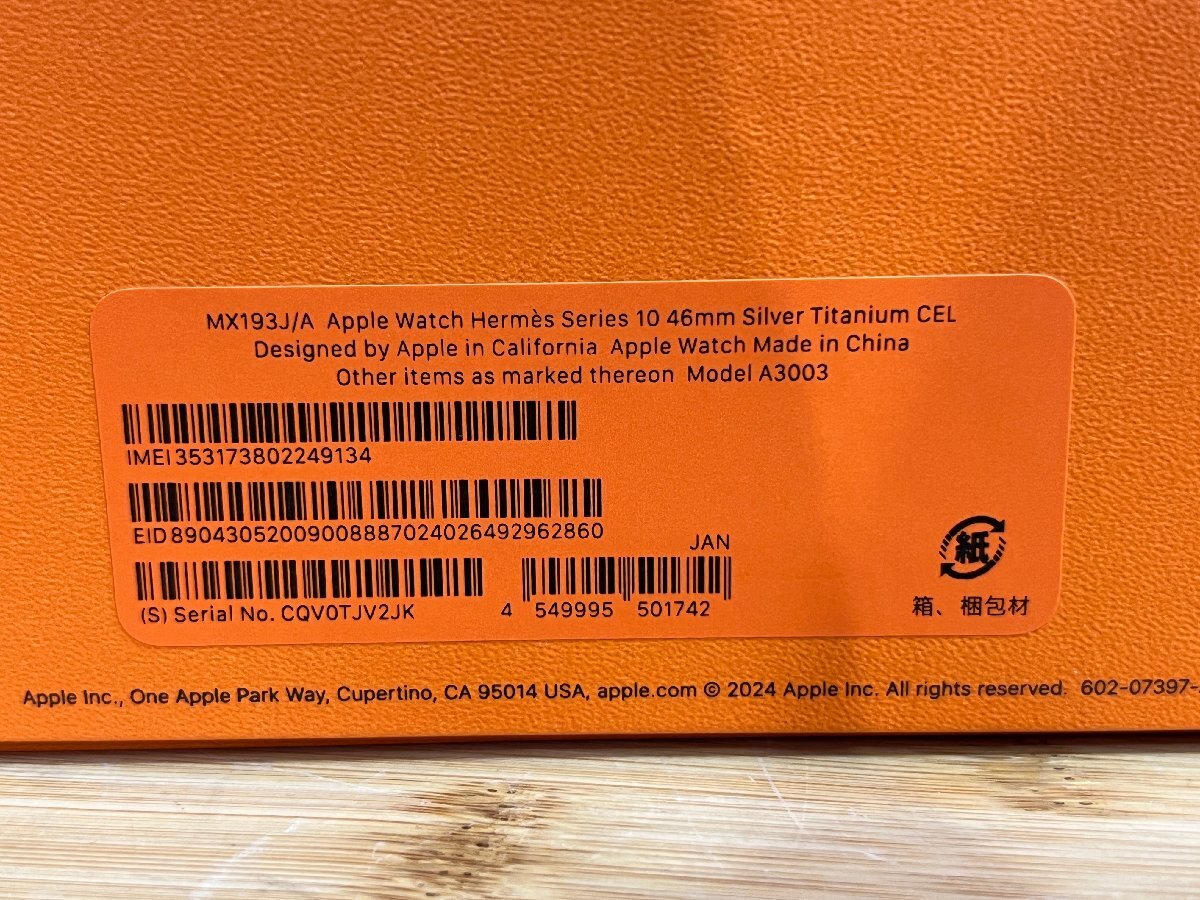 MX193J/A Apple Watch Hermès Series 10 46mm Silver Titanium CEL
Designed by Apple in California Apple Watch Made in China
Other items as marked thereon Model A3003
IMEI 353173802249134
EID 89043052009008887024026492962860
JAN
(S) Serial No. CQV0TJV2JK
4 549995 501742
紙
箱、梱包材
Apple Inc., One Apple Park Way, Cupertino, CA 95014 USA, apple.com © 2024 Apple Inc. All rights reserved. 602-07397-